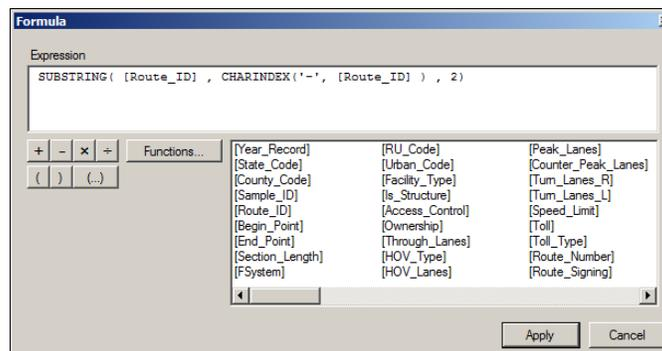 Formula
Expression
SUBSTRING( [Route_ID] , CHARINDEX('-', [Route_ID] ) , 2)
+ - × ÷ Functions...
( ) (...)
[Year_Record] [RU_Code] [Peak_Lanes]
[State_Code] [Urban_Code] [Counter_Peak_Lanes]
[County_Code] [Facility_Type] [Turn_Lanes_R]
[Sample_ID] [Is_Structure] [Turn_Lanes_L]
[Route_ID] [Access_Control] [Speed_Limit]
[Begin_Point] [Ownership] [Toll]
[End_Point] [Through_Lanes] [Toll_Type]
[Section_Length] [HOV_Type] [Route_Number]
[FSystem] [HOV_Lanes] [Route_Signing]
Apply Cancel